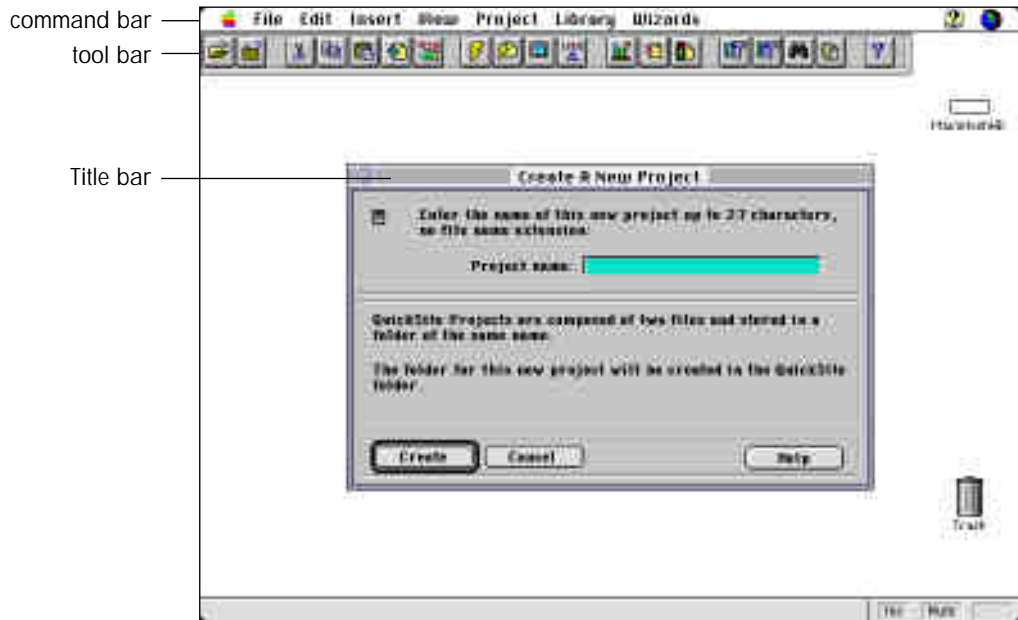 command bar
File Edit Insert View Project Library Wizards
tool bar
Macintosh HD
Title bar
Create A New Project
Enter the name of this new project up to 27 characters,
no file name extension.
Project name:
QuickSite Projects are composed of two files and stored in a
folder of the same name.
The folder for this new project will be created in the QuickSite
folder.
Create Cancel Help
Trash